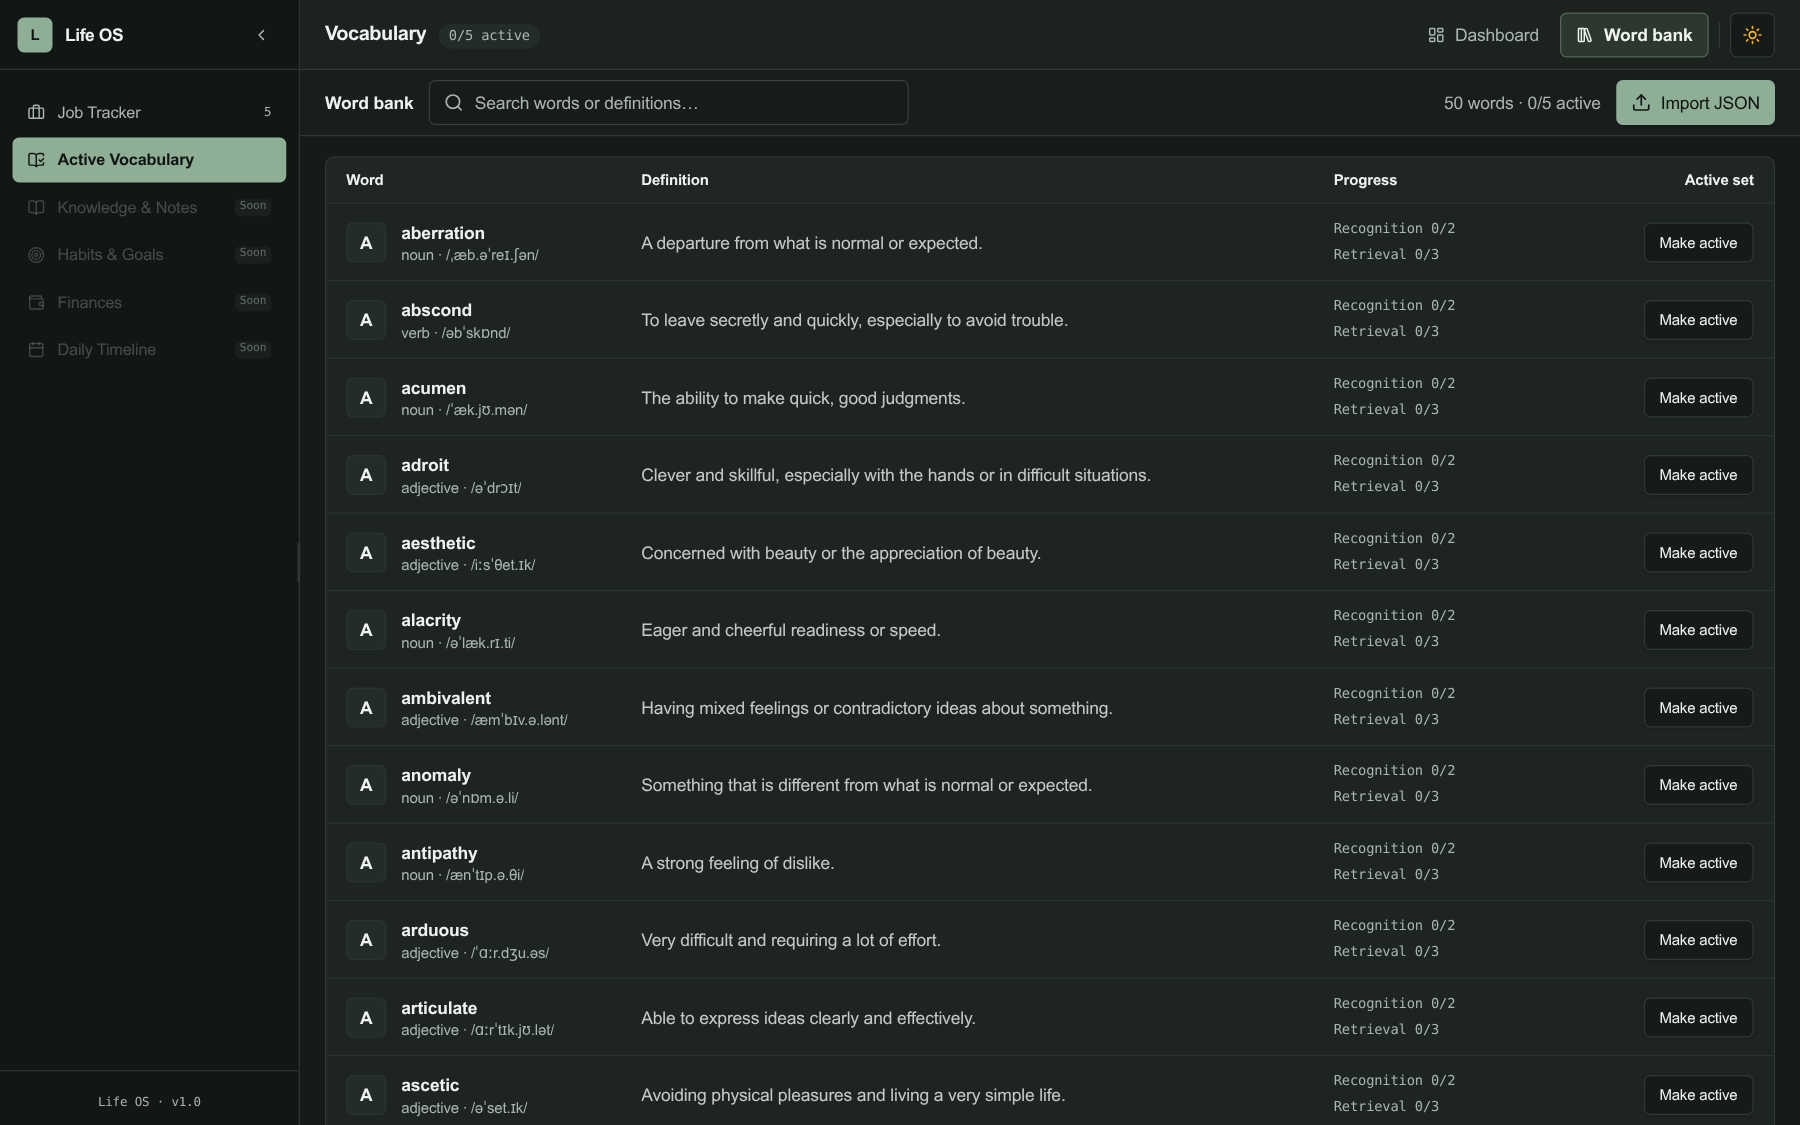 L Life OS
Job Tracker 5
Active Vocabulary
Knowledge & Notes Soon
Habits & Goals Soon
Finances Soon
Daily Timeline Soon
Life OS · v1.0
Vocabulary 0/5 active
Dashboard
Word bank
Word bank
Search words or definitions…
50 words · 0/5 active
Import JSON
Word Definition Progress Active set
A
aberration
noun · /ˌæb.əˈreɪ.ʃən/
A departure from what is normal or expected.
Recognition 0/2
Retrieval 0/3
Make active
A
abscond
verb · /əbˈskɒnd/
To leave secretly and quickly, especially to avoid trouble.
Recognition 0/2
Retrieval 0/3
Make active
A
acumen
noun · /ˈæk.jʊ.mən/
The ability to make quick, good judgments.
Recognition 0/2
Retrieval 0/3
Make active
A
adroit
adjective · /əˈdrɔɪt/
Clever and skillful, especially with the hands or in difficult situations.
Recognition 0/2
Retrieval 0/3
Make active
A
aesthetic
adjective · /iːsˈθet.ɪk/
Concerned with beauty or the appreciation of beauty.
Recognition 0/2
Retrieval 0/3
Make active
A
alacrity
noun · /əˈlæk.rɪ.ti/
Eager and cheerful readiness or speed.
Recognition 0/2
Retrieval 0/3
Make active
A
ambivalent
adjective · /æmˈbɪv.ə.lənt/
Having mixed feelings or contradictory ideas about something.
Recognition 0/2
Retrieval 0/3
Make active
A
anomaly
noun · /əˈnɒm.ə.li/
Something that is different from what is normal or expected.
Recognition 0/2
Retrieval 0/3
Make active
A
antipathy
noun · /ænˈtɪp.ə.θi/
A strong feeling of dislike.
Recognition 0/2
Retrieval 0/3
Make active
A
arduous
adjective · /ˈɑːr.dʒu.əs/
Very difficult and requiring a lot of effort.
Recognition 0/2
Retrieval 0/3
Make active
A
articulate
adjective · /ɑːrˈtɪk.jʊ.lət/
Able to express ideas clearly and effectively.
Recognition 0/2
Retrieval 0/3
Make active
A
ascetic
adjective · /əˈset.ɪk/
Avoiding physical pleasures and living a very simple life.
Recognition 0/2
Retrieval 0/3
Make active